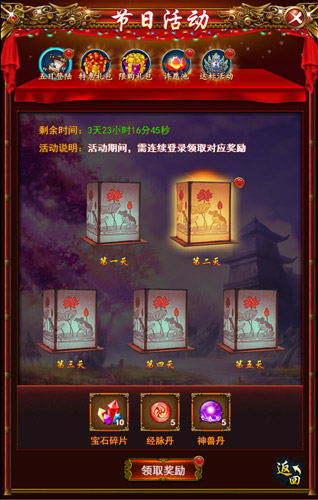 节日活动
五日登陆 特惠礼包 限购礼包 许愿池 达标活动
剩余时间：3天23小时16分45秒
活动说明：活动期间，需连续登录领取对应奖励
第一天 第二天
第三天 第四天 第五天
10 5 5
宝石碎片 经脉丹 神兽丹
领取奖励
返回